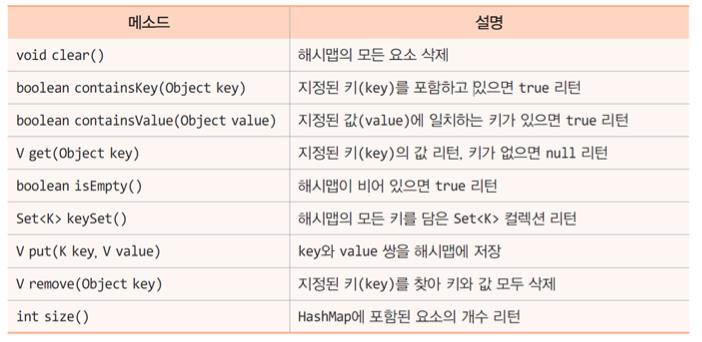 메소드 설명
void clear() 해시맵의 모든 요소 삭제
boolean containsKey(Object key) 지정된 키(key)를 포함하고 있으면 true 리턴
boolean containsValue(Object value) 지정된 값(value)에 일치하는 키가 있으면 true 리턴
V get(Object key) 지정된 키(key)의 값 리턴, 키가 없으면 null 리턴
boolean isEmpty() 해시맵이 비어 있으면 true 리턴
Set<K> keySet() 해시맵의 모든 키를 담은 Set<K> 컬렉션 리턴
V put(K key, V value) key와 value 쌍을 해시맵에 저장
V remove(Object key) 지정된 키(key)를 찾아 키와 값 모두 삭제
int size() HashMap에 포함된 요소의 개수 리턴